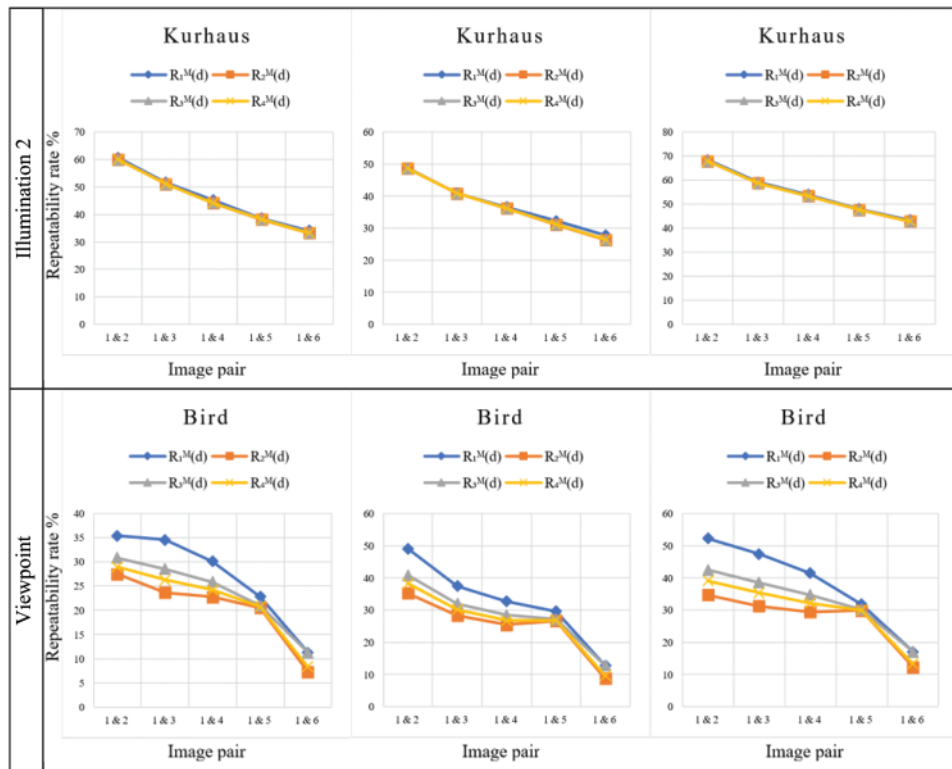 Illumination 2
Kurhaus
R₁ᴹ(d) R₂ᴹ(d)
R₃ᴹ(d) R₄ᴹ(d)
Repeatability rate %
70
60
50
40
30
20
10
0
1 & 2 1 & 3 1 & 4 1 & 5 1 & 6
Image pair
Kurhaus
R₁ᴹ(d) R₂ᴹ(d)
R₃ᴹ(d) R₄ᴹ(d)
60
50
40
30
20
10
0
1 & 2 1 & 3 1 & 4 1 & 5 1 & 6
Image pair
Kurhaus
R₁ᴹ(d) R₂ᴹ(d)
R₃ᴹ(d) R₄ᴹ(d)
80
70
60
50
40
30
20
10
0
1 & 2 1 & 3 1 & 4 1 & 5 1 & 6
Image pair
Viewpoint
Bird
R₁ᴹ(d) R₂ᴹ(d)
R₃ᴹ(d) R₄ᴹ(d)
Repeatability rate %
40
35
30
25
20
15
10
5
0
1 & 2 1 & 3 1 & 4 1 & 5 1 & 6
Image pair
Bird
R₁ᴹ(d) R₂ᴹ(d)
R₃ᴹ(d) R₄ᴹ(d)
60
50
40
30
20
10
0
1 & 2 1 & 3 1 & 4 1 & 5 1 & 6
Image pair
Bird
R₁ᴹ(d) R₂ᴹ(d)
R₃ᴹ(d) R₄ᴹ(d)
60
50
40
30
20
10
0
1 & 2 1 & 3 1 & 4 1 & 5 1 & 6
Image pair